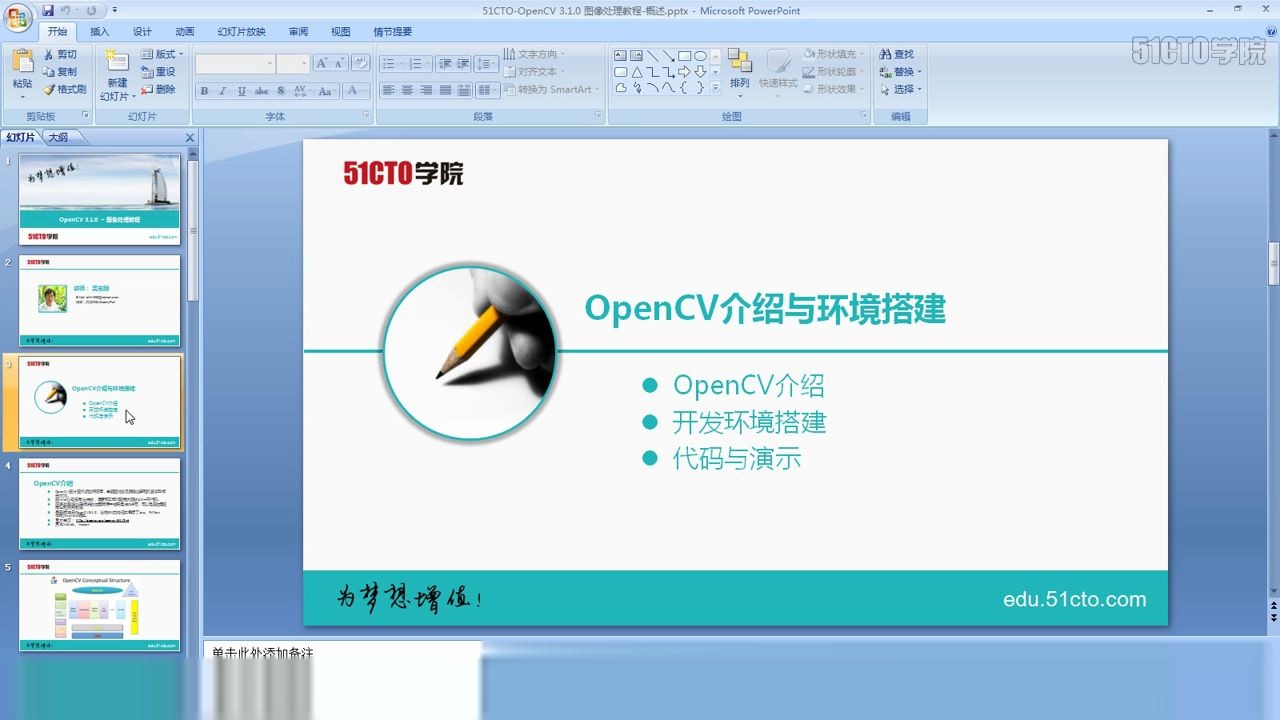 51CTO-OpenCV 3.1.0 图像处理教程-概述.pptx - Microsoft PowerPoint
开始 插入 设计 动画 幻灯片放映 审阅 视图 情节提要
51CTO学院
粘贴 剪切 复制 格式刷 剪贴板
新建 幻灯片 版式 重设 删除 幻灯片
B I U abc S AV Aa A 字体
文字方向 对齐文本 转换为 SmartArt 段落
排列 快速样式 形状填充 形状轮廓 形状效果 绘图
查找 替换 选择 编辑
幻灯片 大纲
1
为梦想增值!
OpenCV 3.1.0 - 图像处理教程
51CTO学院 edu.51cto.com
2
51CTO学院
为梦想增值! edu.51cto.com
3
51CTO学院
OpenCV介绍与环境搭建
OpenCV介绍
开发环境搭建
代码与演示
为梦想增值! edu.51cto.com
4
51CTO学院
OpenCV介绍
为梦想增值! edu.51cto.com
5
51CTO学院
OpenCV Conceptual Structure
为梦想增值! edu.51cto.com
51CTO学院
OpenCV介绍与环境搭建
OpenCV介绍
开发环境搭建
代码与演示
为梦想增值!
edu.51cto.com
单击此处添加备注